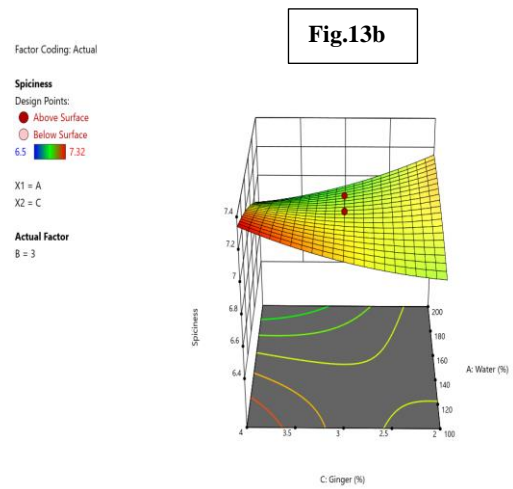 Fig.13b
Factor Coding: Actual
Spiciness
Design Points:
Above Surface
Below Surface
6.5 7.32
X1 = A
X2 = C
Actual Factor
B = 3
7.4
7.2
7
6.8
6.6
6.4
Spiciness
200
180
160
140
120
100
A: Water (%)
4 3.5 3 2.5 2
C: Ginger (%)